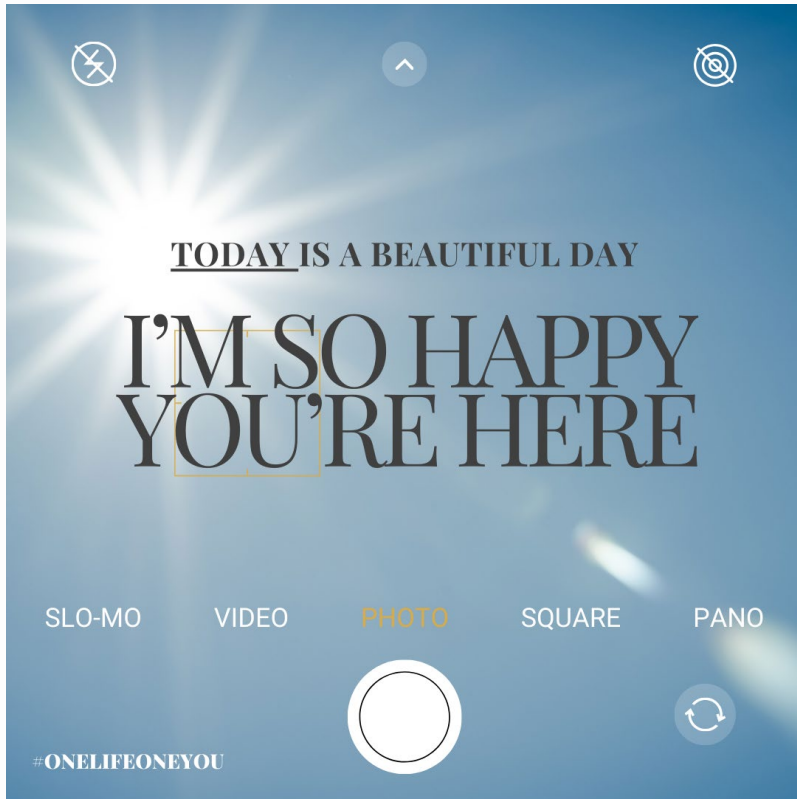 TODAY IS A BEAUTIFUL DAY
I'M SO HAPPY
YOU'RE HERE
SLO-MO VIDEO PHOTO SQUARE PANO
#ONELIFEONEYOU